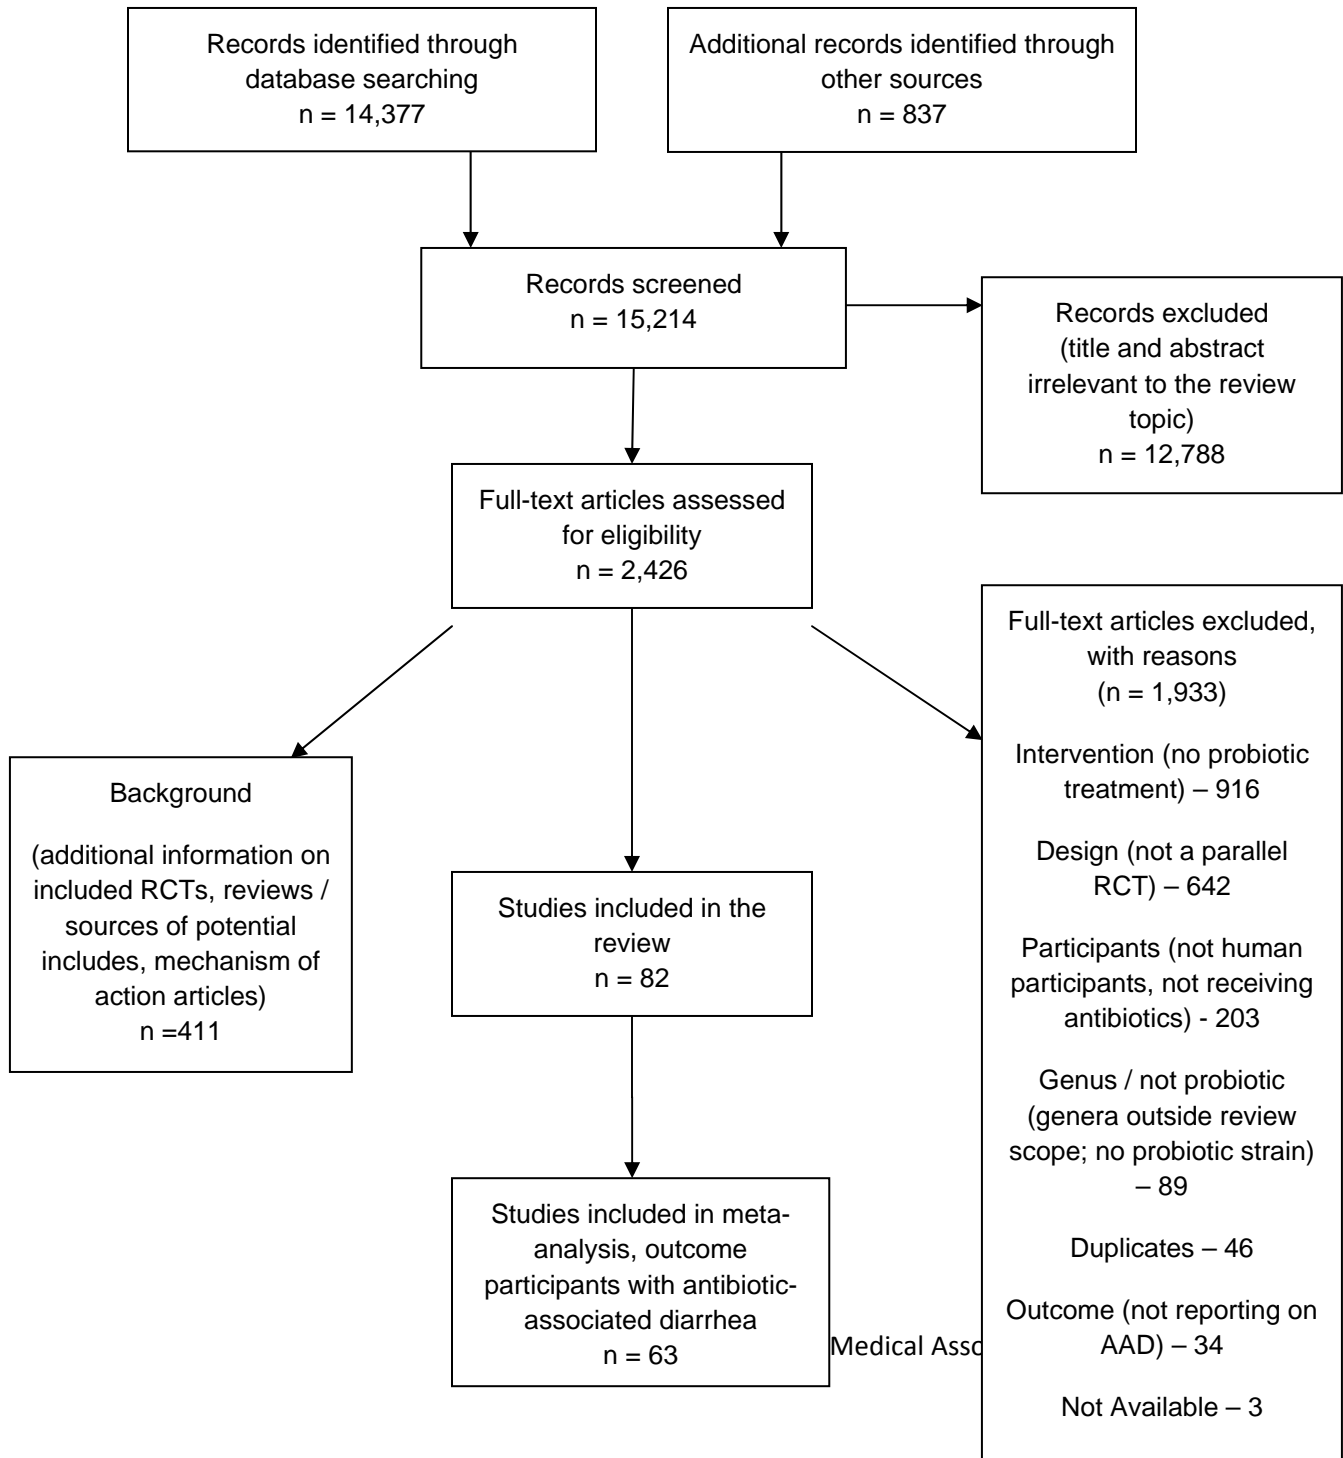 Records identified through
database searching
n = 14,377
Additional records identified through
other sources
n = 837
Records screened
n = 15,214
Records excluded
(title and abstract
irrelevant to the review
topic)
n = 12,788
Full-text articles assessed
for eligibility
n = 2,426
Full-text articles excluded,
with reasons
(n = 1,933)
Intervention (no probiotic
treatment) – 916
Design (not a parallel
RCT) – 642
Participants (not human
participants, not receiving
antibiotics) - 203
Genus / not probiotic
(genera outside review
scope; no probiotic strain)
– 89
Duplicates – 46
Outcome (not reporting on
AAD) – 34
Not Available – 3
Background
(additional information on
included RCTs, reviews /
sources of potential
includes, mechanism of
action articles)
n =411
Studies included in the
review
n = 82
Studies included in meta-
analysis, outcome
participants with antibiotic-
associated diarrhea
n = 63
Medical